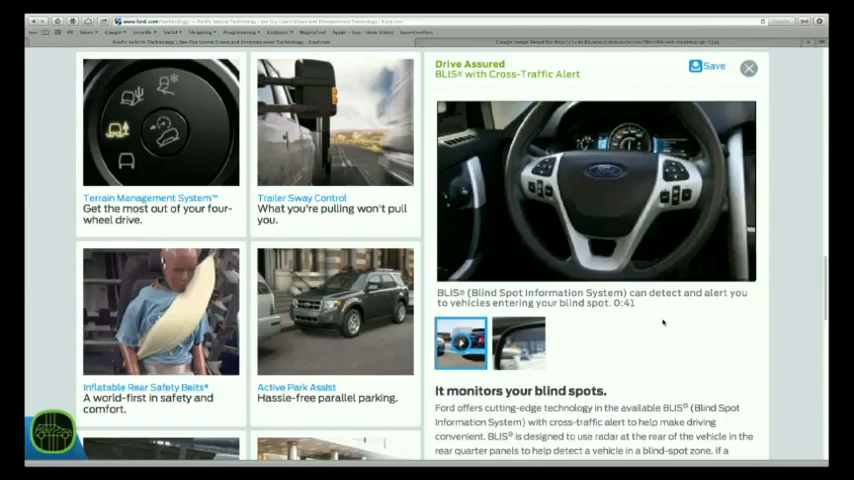 www.ford.com/technology/
Terrain Management System™
Get the most out of your four-
wheel drive.
Trailer Sway Control
What you're pulling won't pull
you.
Inflatable Rear Safety Belts*
A world-first in safety and
comfort.
Active Park Assist
Hassle-free parallel parking.
Drive Assured
BLIS® with Cross-Traffic Alert
Save
Ford
BLIS® (Blind Spot Information System) can detect and alert you
to vehicles entering your blind spot. 0:41
It monitors your blind spots.
Ford offers cutting-edge technology in the available BLIS® (Blind Spot
Information System) with cross-traffic alert to help make driving
convenient. BLIS® is designed to use radar at the rear of the vehicle in the
rear quarter panels to help detect a vehicle in a blind-spot zone. If a